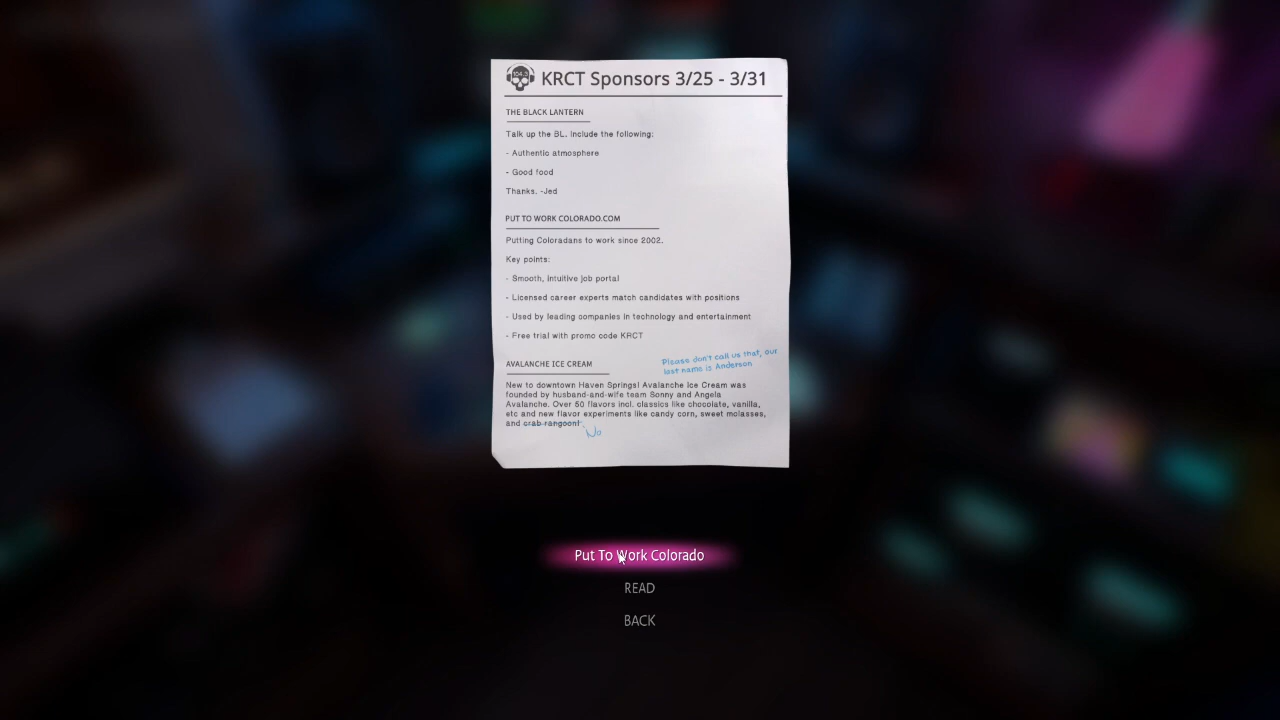 104.5
KRCT Sponsors 3/25 - 3/31
THE BLACK LANTERN
Talk up the BL. Include the following:
- Authentic atmosphere
- Good food
Thanks. -Jed
PUT TO WORK COLORADO.COM
Putting Coloradans to work since 2002.
Key points:
- Smooth, intuitive job portal
- Licensed career experts match candidates with positions
- Used by leading companies in technology and entertainment
- Free trial with promo code KRCT
Please don't call us that, our
last name is Anderson
AVALANCHE ICE CREAM
New to downtown Haven Springs! Avalanche Ice Cream was
founded by husband-and-wife team Sonny and Angela
Avalanche. Over 50 flavors incl. classics like chocolate, vanilla,
etc and new flavor experiments like candy corn, sweet molasses,
and crab rangoon!
No
Put To Work Colorado
READ
BACK